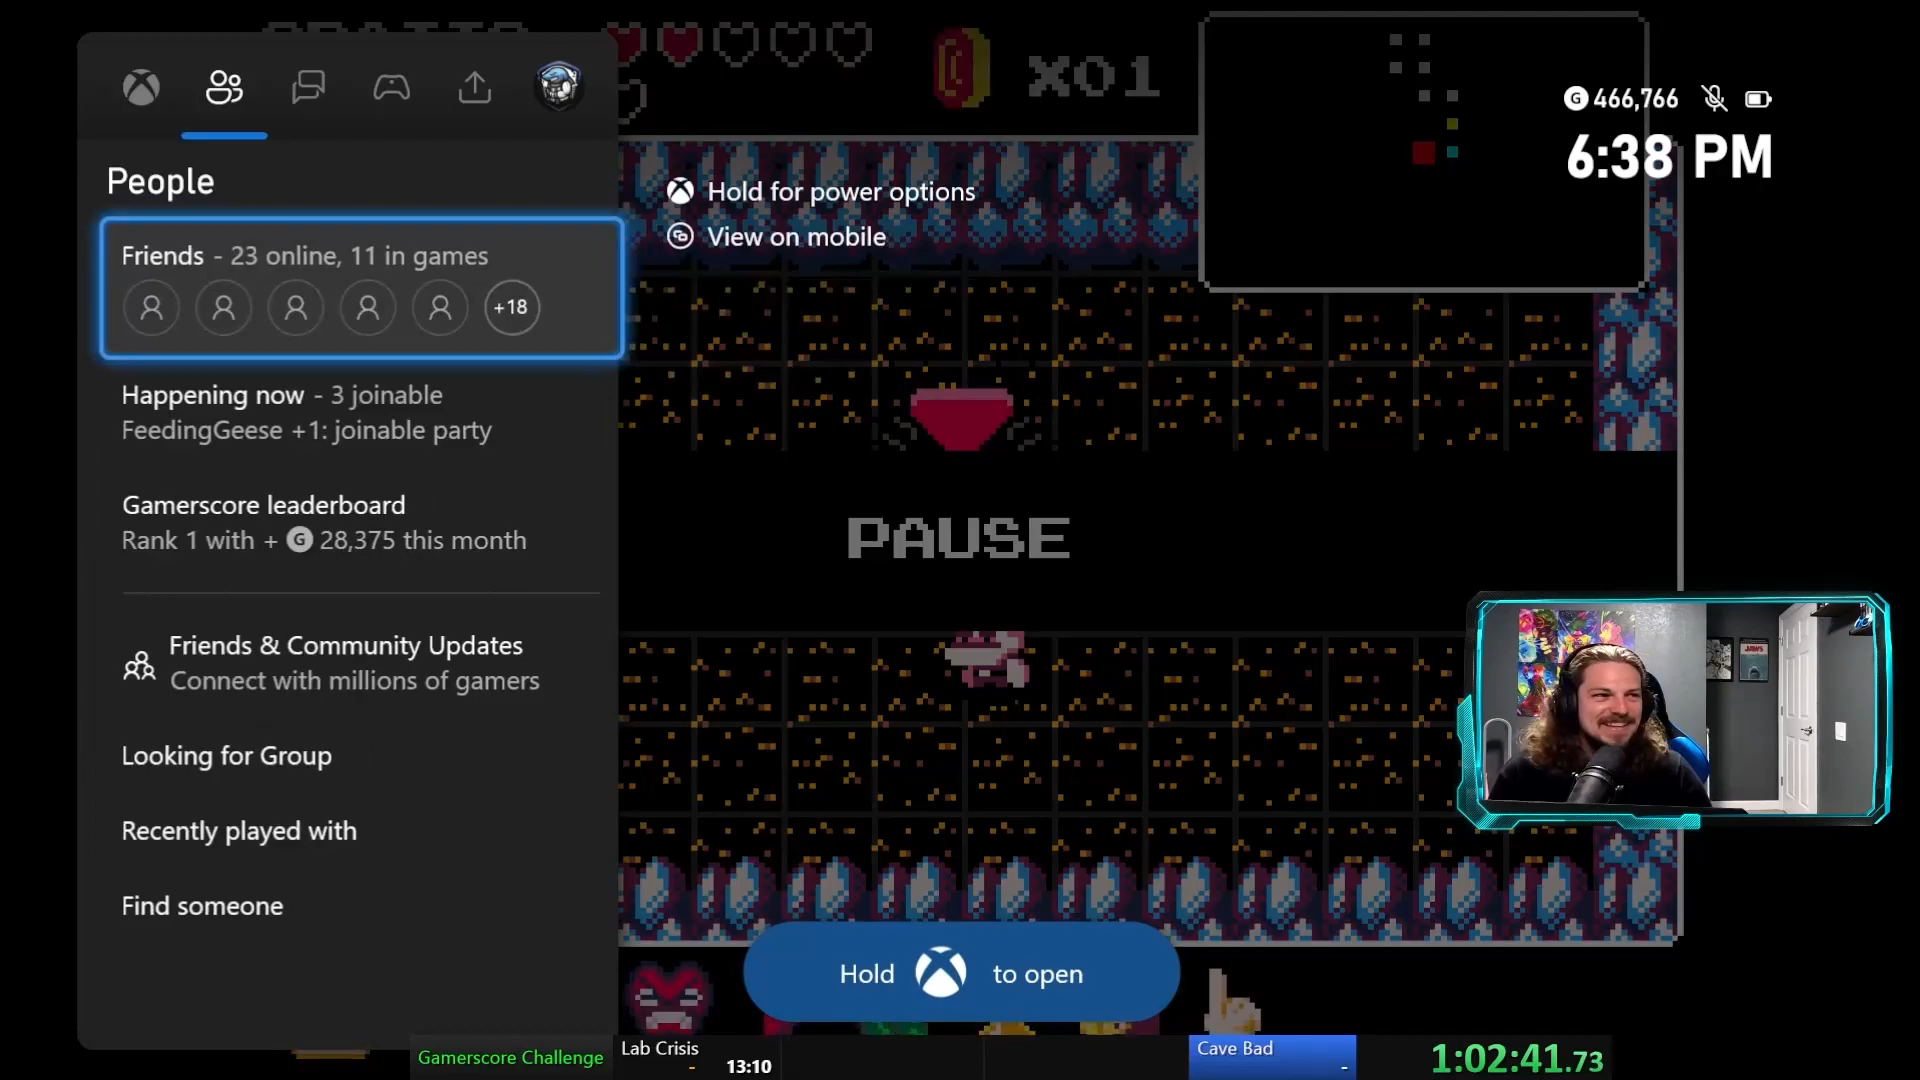 X01
466,766
6:38 PM
People
Hold for power options
View on mobile
Friends - 23 online, 11 in games
+18
Happening now - 3 joinable
FeedingGeese +1: joinable party
Gamerscore leaderboard
Rank 1 with + G 28,375 this month
PAUSE
Friends & Community Updates
Connect with millions of gamers
JAWS
Looking for Group
Recently played with
Find someone
Hold to open
Gamerscore Challenge
Lab Crisis
- 13:10
Cave Bad
-
1:02:41.73